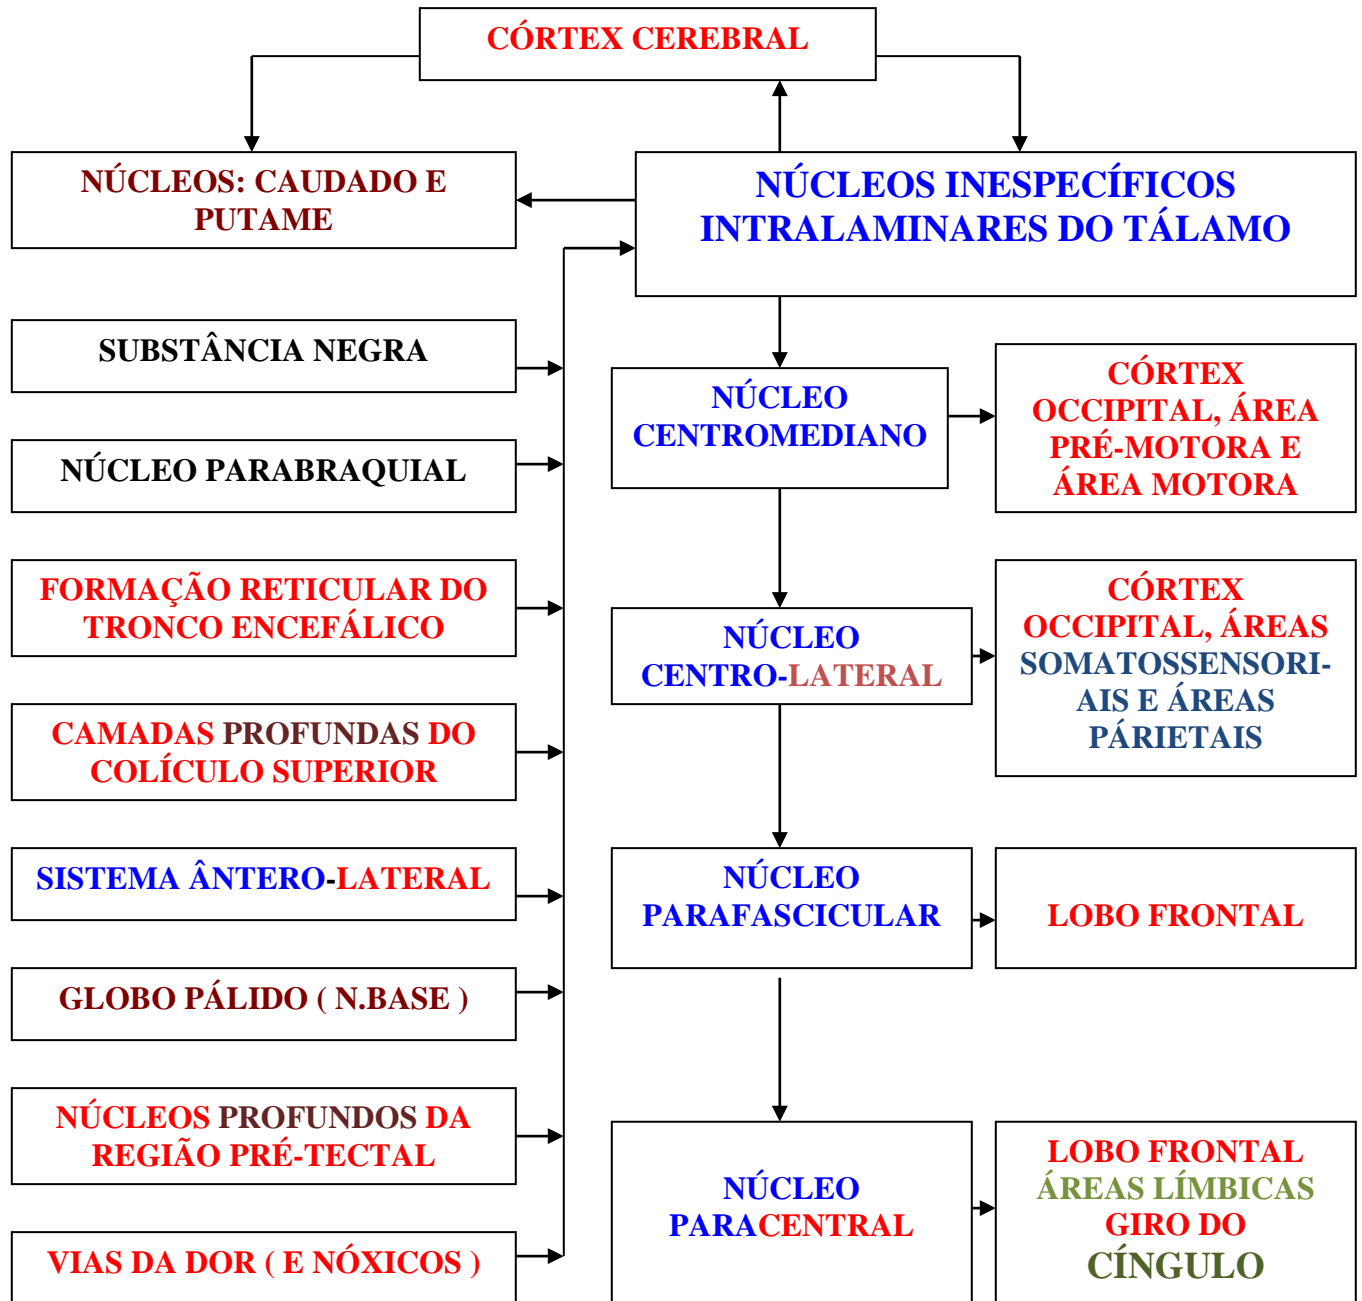 CÓRTEX CEREBRAL
NÚCLEOS: CAUDADO E
PUTAME
NÚCLEOS INESPECÍFICOS
INTRALAMINARES DO TÁLAMO
SUBSTÂNCIA NEGRA
NÚCLEO PARABRAQUIAL
FORMAÇÃO RETICULAR DO
TRONCO ENCEFÁLICO
CAMADAS PROFUNDAS DO
COLÍCULO SUPERIOR
SISTEMA ÂNTERO-LATERAL
GLOBO PÁLIDO ( N.BASE )
NÚCLEOS PROFUNDOS DA
REGIÃO PRÉ-TECTAL
VIAS DA DOR ( E NÓXICOS )
NÚCLEO
CENTROMEDIANO
CÓRTEX
OCCIPITAL, ÁREA
PRÉ-MOTORA E
ÁREA MOTORA
NÚCLEO
CENTRO-LATERAL
CÓRTEX
OCCIPITAL, ÁREAS
SOMATOSSENSORI-
AIS E ÁREAS
PÁRIETAIS
NÚCLEO
PARAFASCICULAR
LOBO FRONTAL
NÚCLEO
PARACENTRAL
LOBO FRONTAL
ÁREAS LÍMBICAS
GIRO DO
CÍNGULO